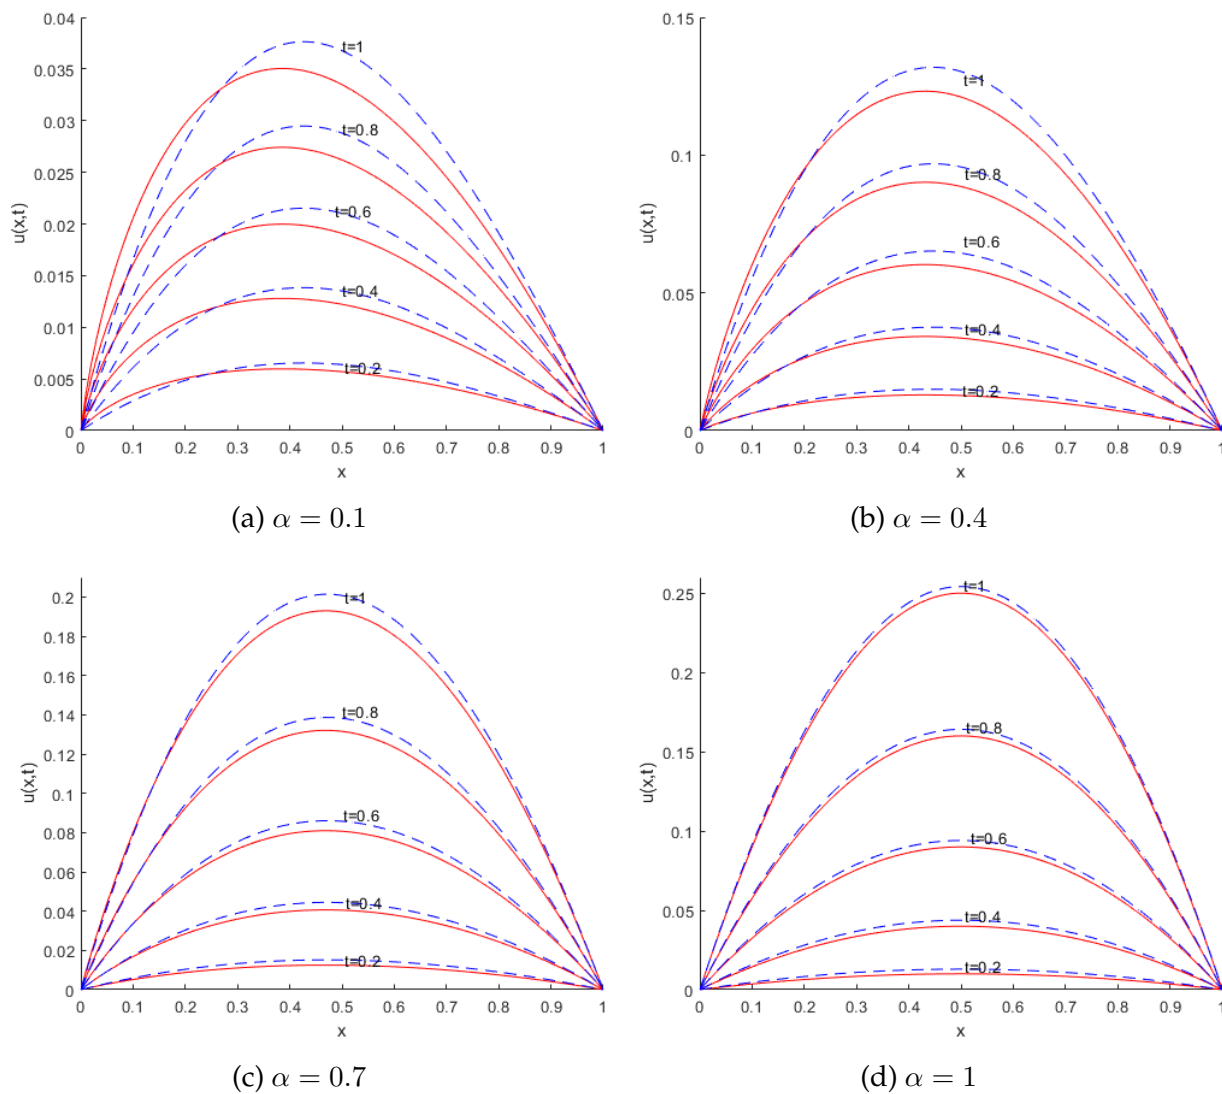 0.04
0.035
0.03
0.025
0.02
0.015
0.01
0.005
0
u(x,t)
t=1
t=0.8
t=0.6
t=0.4
t=0.2
0 0.1 0.2 0.3 0.4 0.5 0.6 0.7 0.8 0.9 1
x
(a) α = 0.1
0.15
0.1
0.05
0
u(x,t)
t=1
t=0.8
t=0.6
t=0.4
t=0.2
0 0.1 0.2 0.3 0.4 0.5 0.6 0.7 0.8 0.9 1
x
(b) α = 0.4
0.2
0.18
0.16
0.14
0.12
0.1
0.08
0.06
0.04
0.02
0
u(x,t)
t=1
t=0.8
t=0.6
t=0.4
t=0.2
0 0.1 0.2 0.3 0.4 0.5 0.6 0.7 0.8 0.9 1
x
(c) α = 0.7
0.25
0.2
0.15
0.1
0.05
0
u(x,t)
t=1
t=0.8
t=0.6
t=0.4
t=0.2
0 0.1 0.2 0.3 0.4 0.5 0.6 0.7 0.8 0.9 1
x
(d) α = 1